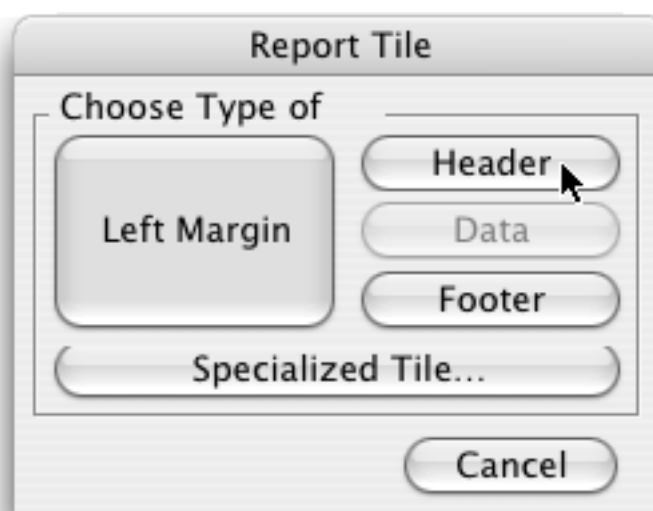 Report Tile
Choose Type of
Left Margin
Header
Data
Footer
Specialized Tile...
Cancel